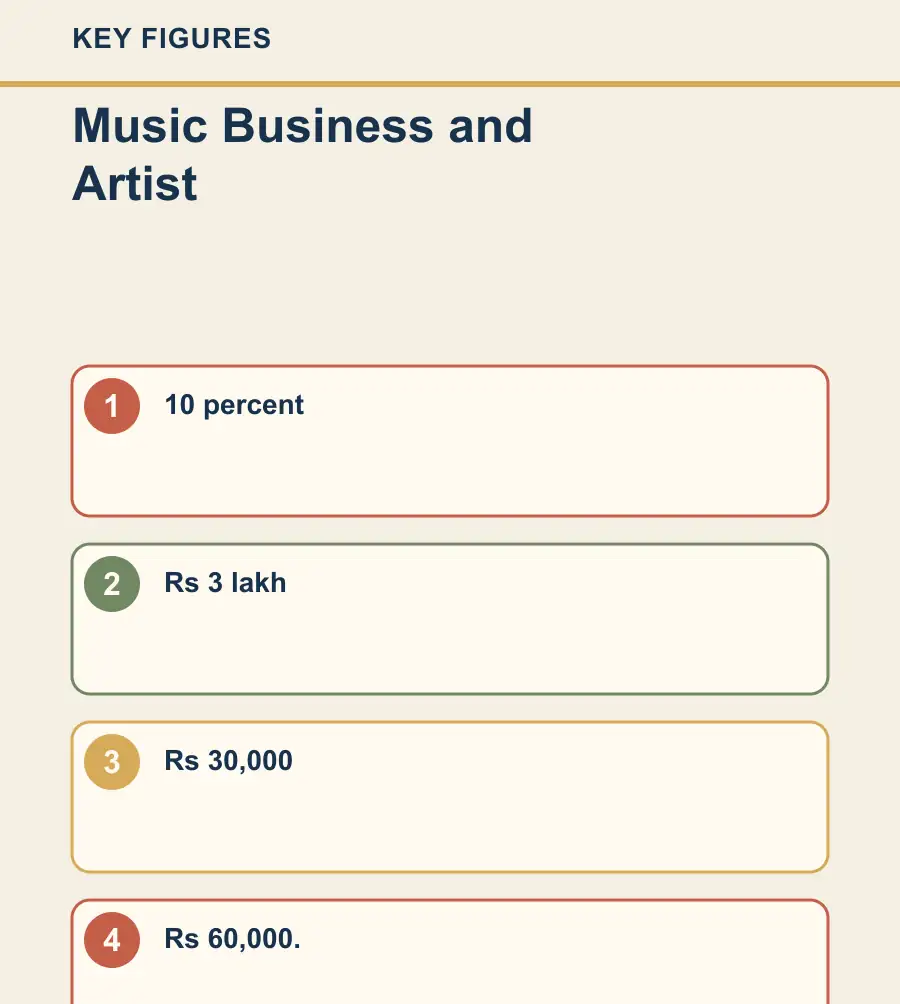 KEY FIGURES
Music Business and
Artist
1
10 percent
2
Rs 3 lakh
3
Rs 30,000
4
Rs 60,000.